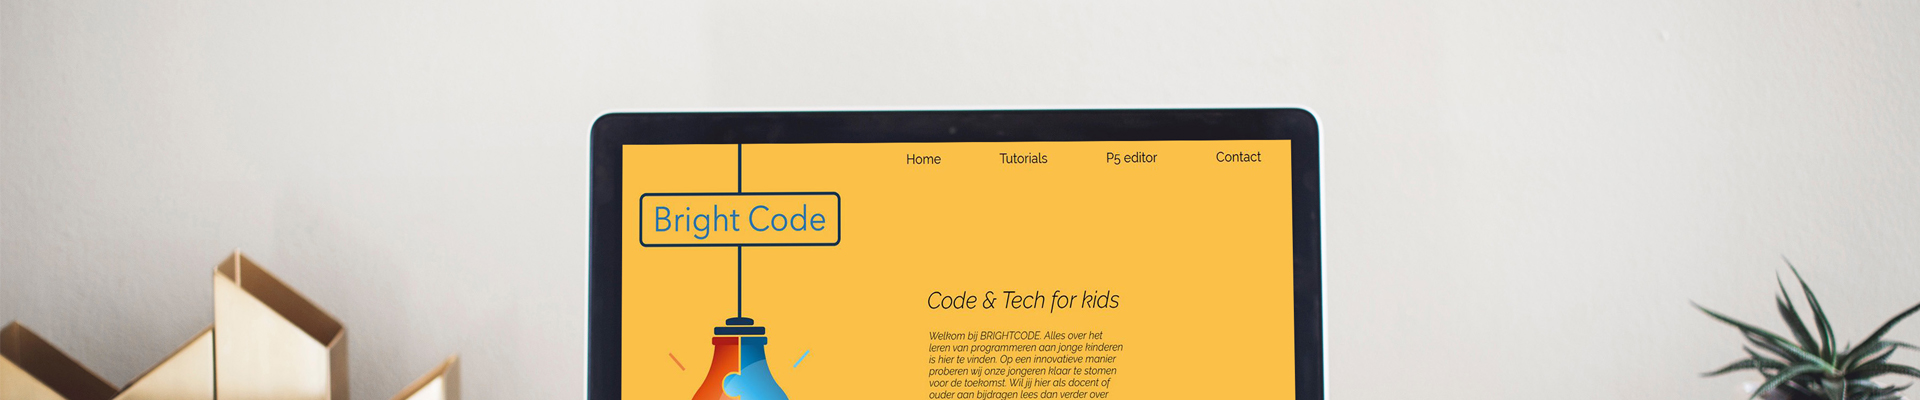 Home Tutorials P5 editor Contact
Bright Code
Code & Tech for kids
Welkom bij BRIGHTCODE. Alles over het
leren van programmeren aan jonge kinderen
is hier te vinden. Op een innovatieve manier
proberen wij onze jongeren klaar te stomen
voor de toekomst. Wil jij hier als docent of
ouder aan bijdragen lees dan verder over